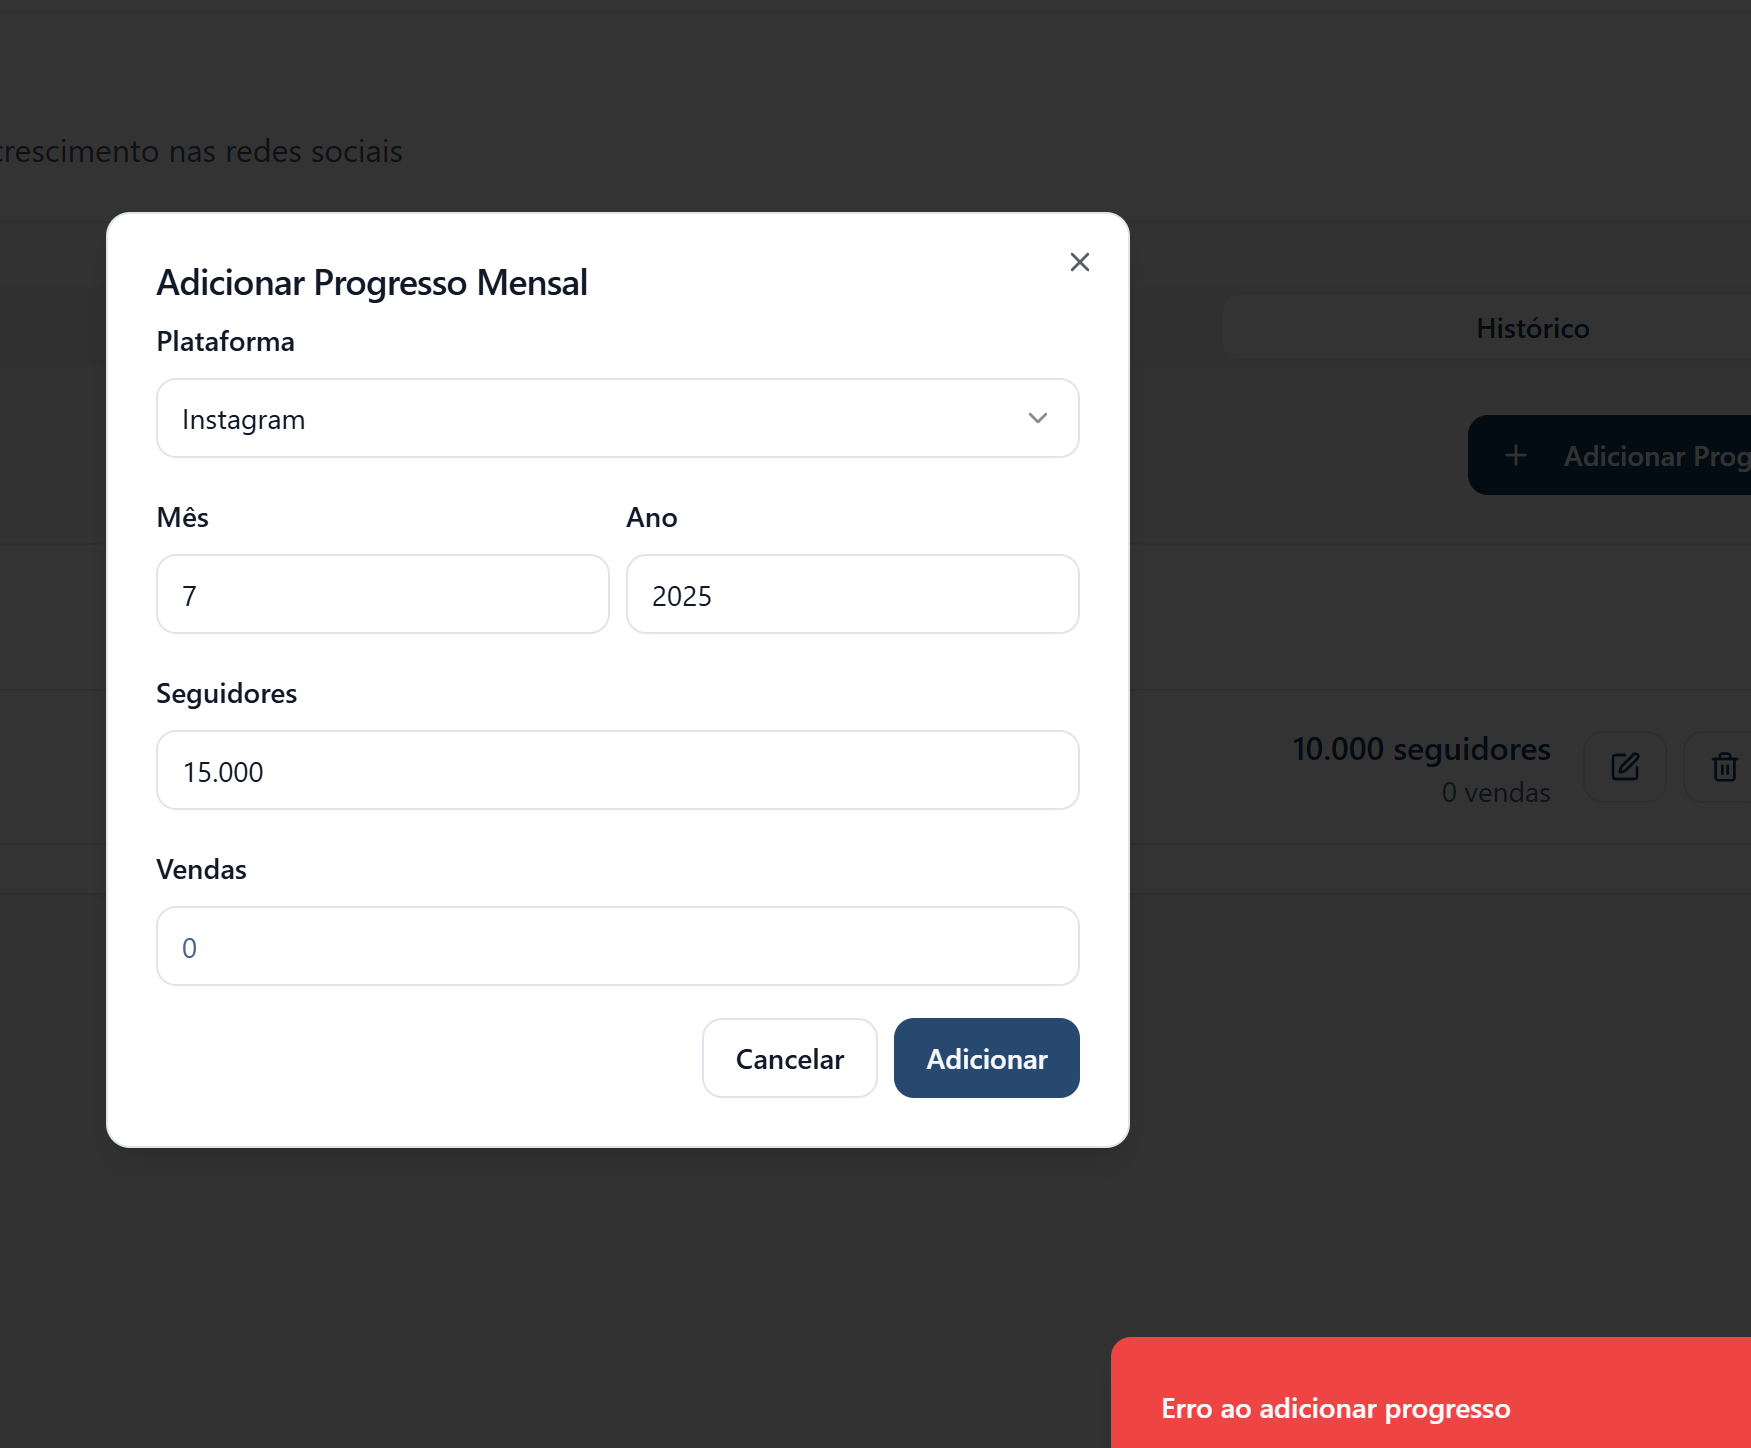 crescimento nas redes sociais
Adicionar Progresso Mensal
Plataforma
Instagram
Mês
Ano
7
2025
Seguidores
15.000
Vendas
0
Cancelar
Adicionar
Histórico
Adicionar Prog
10.000 seguidores
0 vendas
Erro ao adicionar progresso